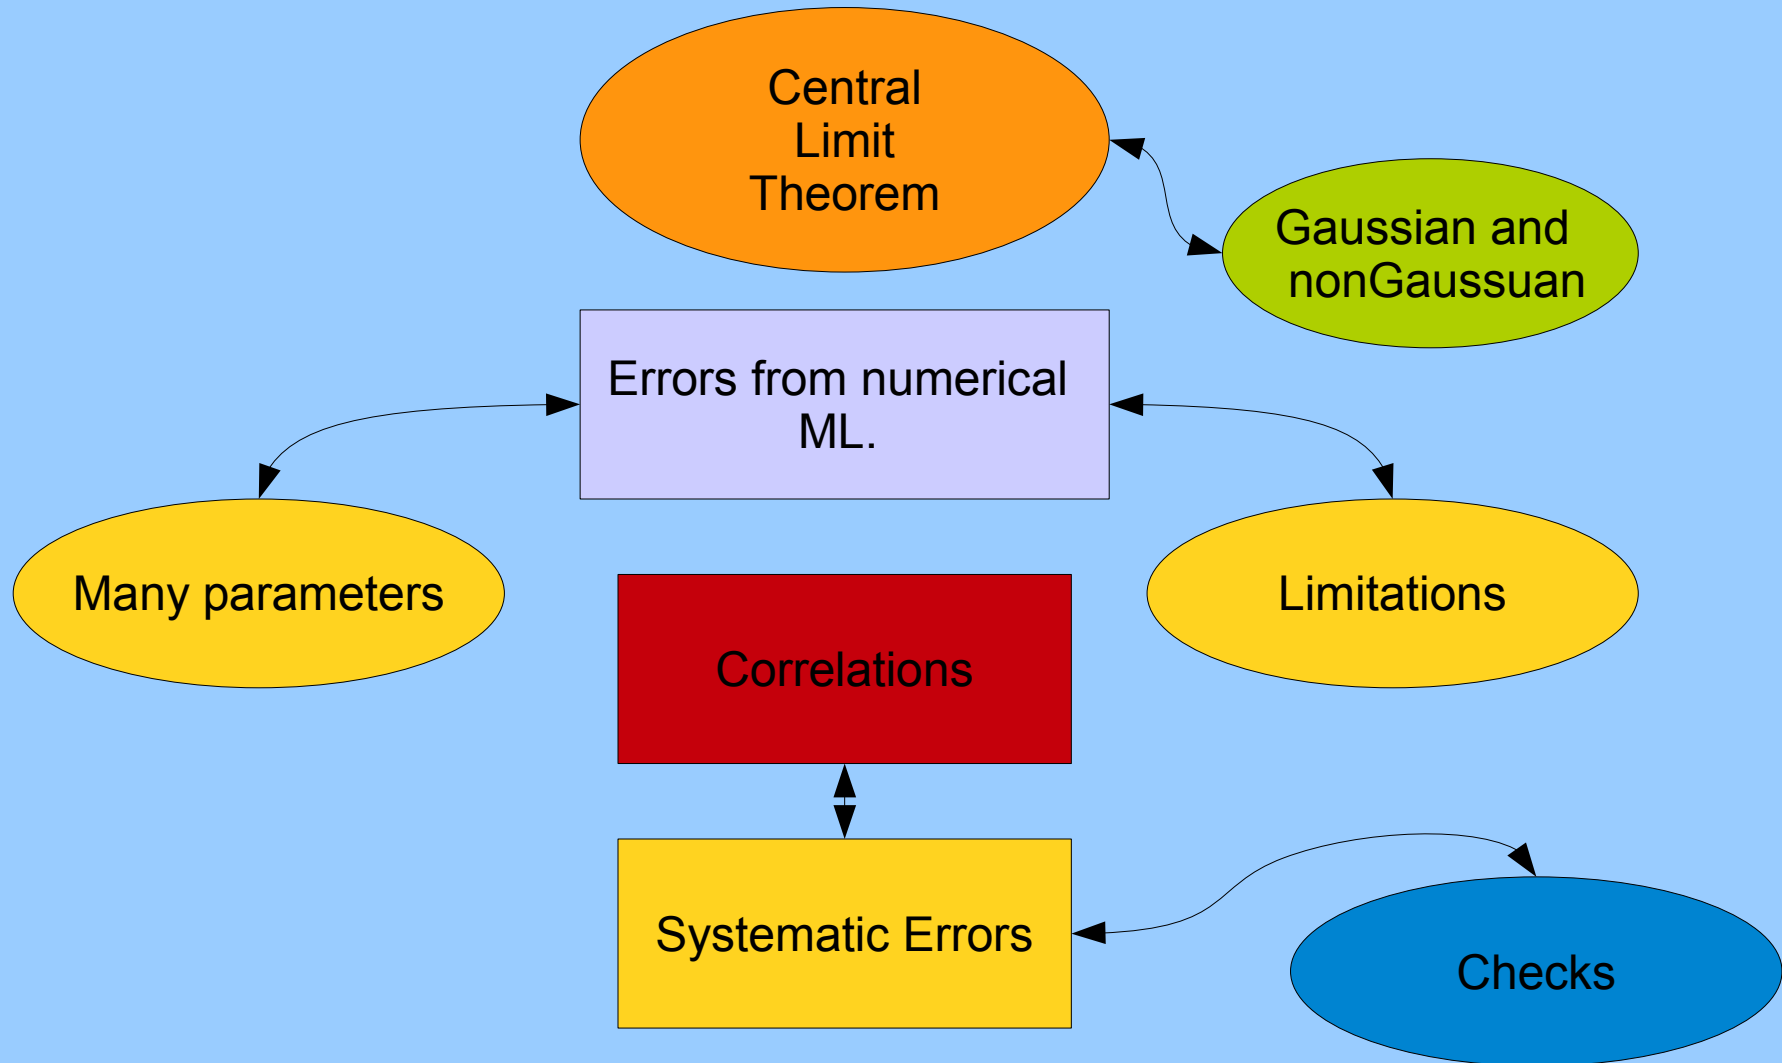 Central
Limit
Theorem
Gaussian and
nonGaussuan
Errors from numerical
ML.
Many parameters
Limitations
Correlations
Systematic Errors
Checks